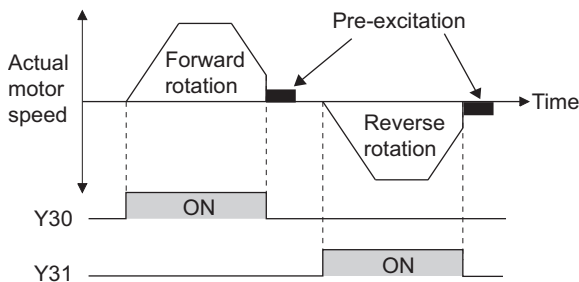 Pre-excitation
Actual
motor
speed
Forward
rotation
Time
Reverse
rotation
ON
Y30
ON
Y31